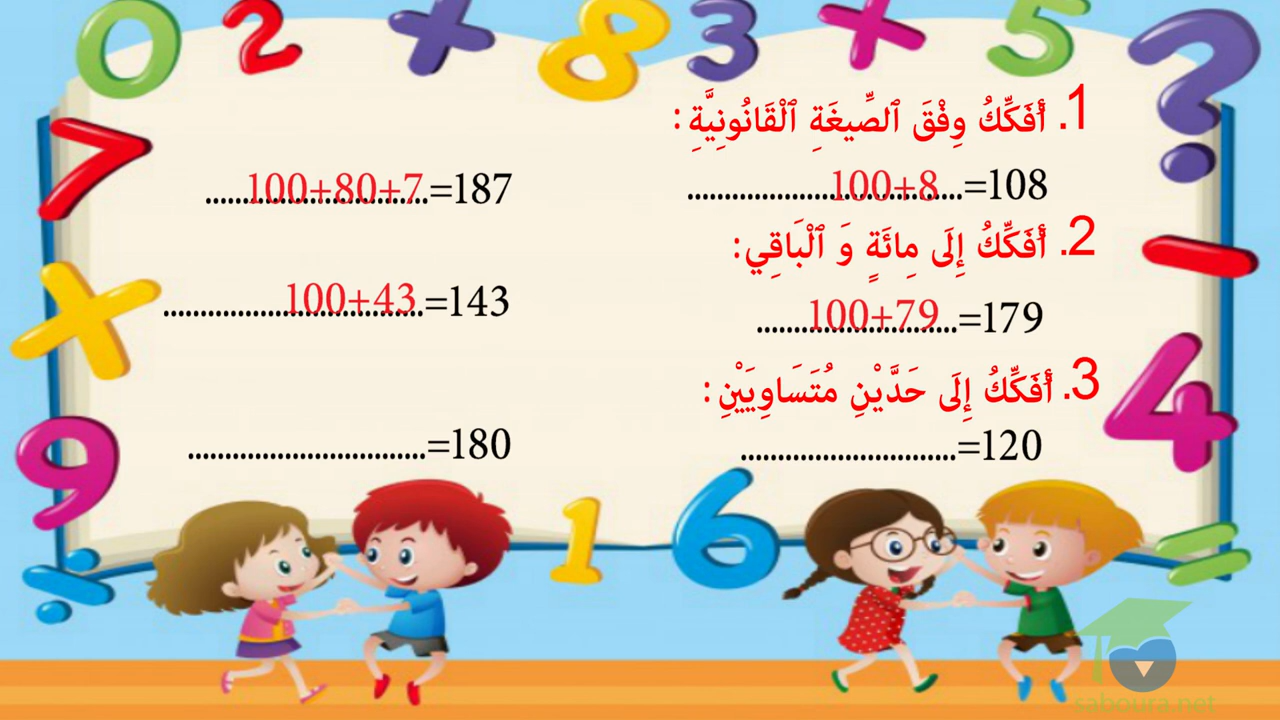 1. أُفَكِّكُ وِفْقَ ٱلصِّيغَةِ ٱلْقَانُونِيَّةِ:
108=100+8
187=100+80+7
2. أُفَكِّكُ إِلَى مِائَةٍ وَ ٱلْبَاقِي:
179=100+79
143=100+43
3. أُفَكِّكُ إِلَى حَدَّيْنِ مُتَسَاوِيَيْنِ:
120=.............................
180=................................
saboura.net